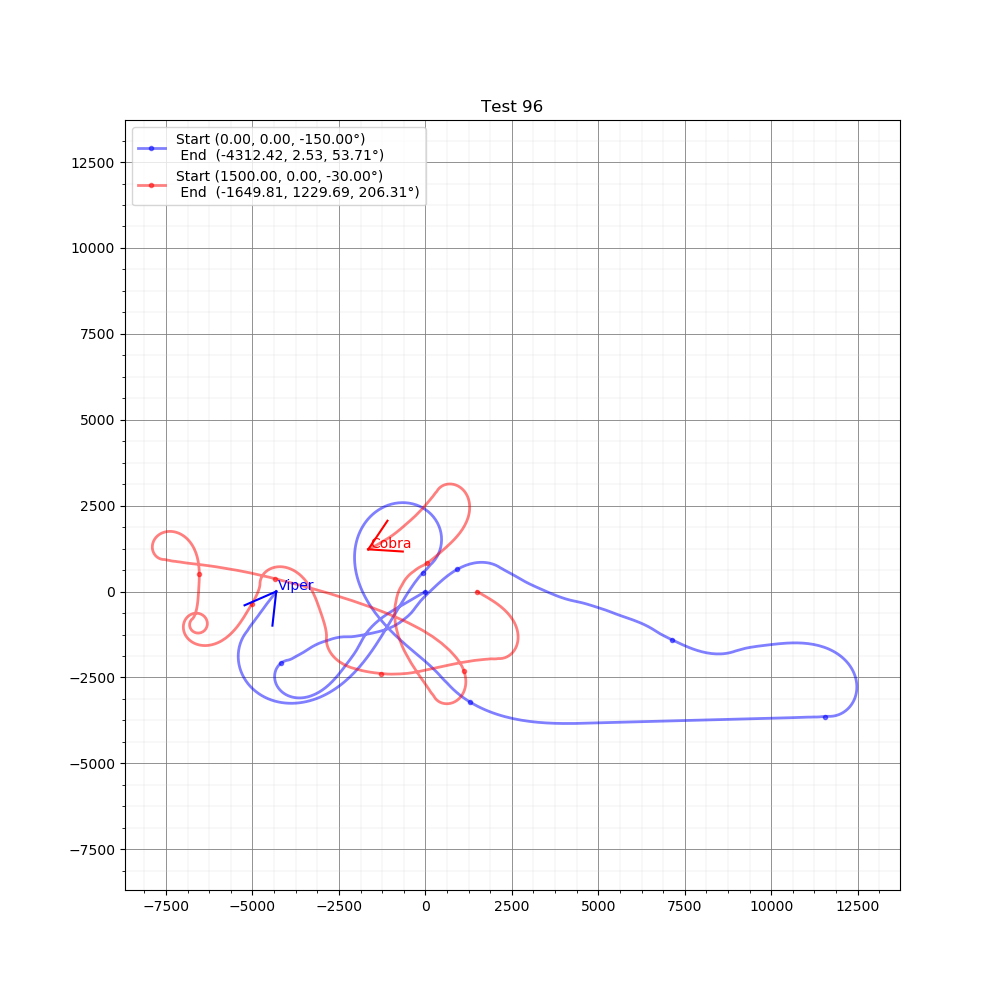 Test 96
Start (0.00, 0.00, -150.00°)
End (-4312.42, 2.53, 53.71°)
Start (1500.00, 0.00, -30.00°)
End (-1649.81, 1229.69, 206.31°)
12500
10000
7500
5000
2500
0
−2500
−5000
−7500
Cobra
Viper
−7500 −5000 −2500 0 2500 5000 7500 10000 12500